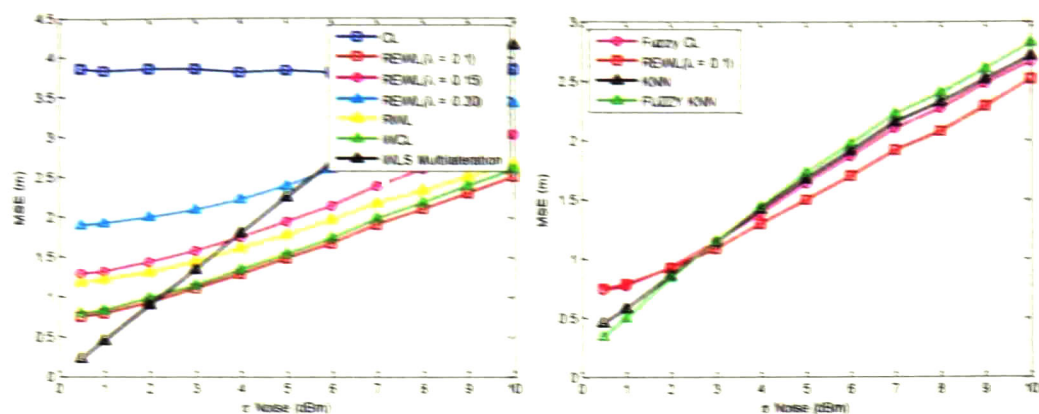 4.5
4
3.5
3
2.5
2
1.5
1
0.5
0
MSE (m)
0 1 2 3 4 5 6 7 8 9 10
σ Noise (dBm)
CL
REWL(λ = 0.1)
REWL(λ = 0.15)
REWL(λ = 0.20)
RWL
WCL
WLS Multilateration
3
2.5
2
1.5
1
0.5
0
MSE (m)
0 1 2 3 4 5 6 7 8 9 10
σ Noise (dBm)
Fuzzy CL
REWL(λ = 0.1)
KNN
FUZZY KNN